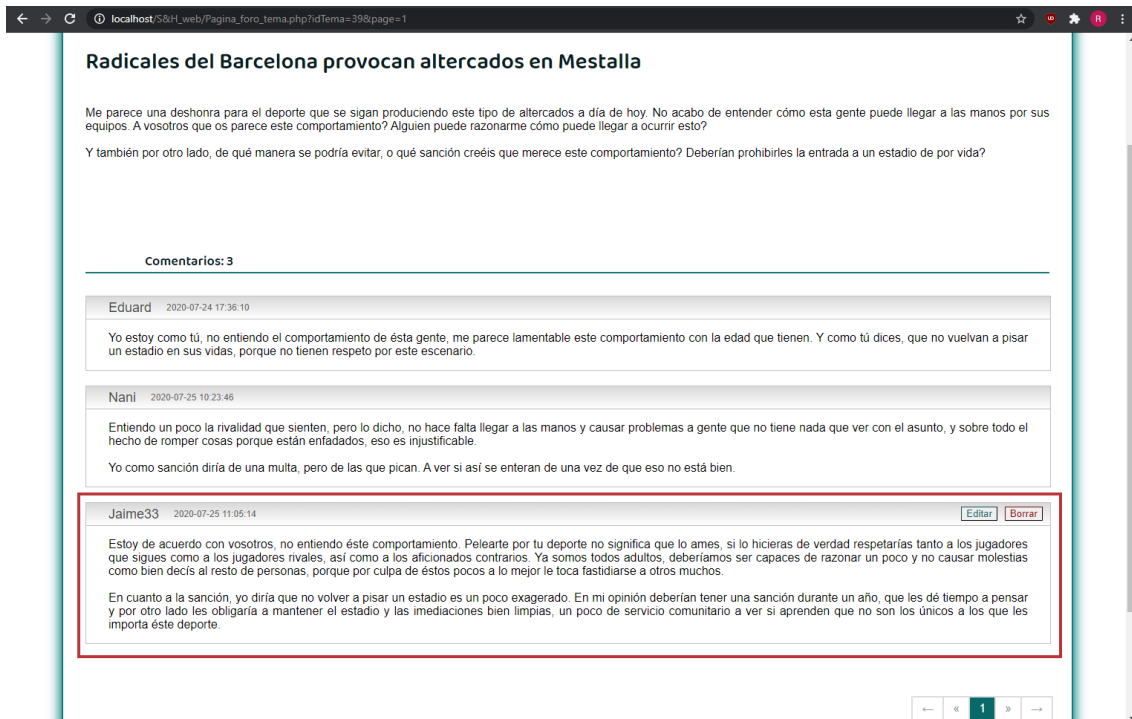 localhost/S&H_web/Pagina_foro_tema.php?idTema=39&page=1
R
Radicales del Barcelona provocan altercados en Mestalla
Me parece una deshonra para el deporte que se sigan produciendo este tipo de altercados a día de hoy. No acabo de entender cómo esta gente puede llegar a las manos por sus
equipos. A vosotros que os parece este comportamiento? Alguien puede razonarme cómo puede llegar a ocurrir esto?
Y también por otro lado, de qué manera se podría evitar, o qué sanción creéis que merece este comportamiento? Deberían prohibirles la entrada a un estadio de por vida?
Comentarios: 3
Eduard 2020-07-24 17:36:10
Yo estoy como tú, no entiendo el comportamiento de ésta gente, me parece lamentable este comportamiento con la edad que tienen. Y como tú dices, que no vuelvan a pisar
un estadio en sus vidas, porque no tienen respeto por este escenario.
Nani 2020-07-25 10:23:46
Entiendo un poco la rivalidad que sienten, pero lo dicho, no hace falta llegar a las manos y causar problemas a gente que no tiene nada que ver con el asunto, y sobre todo el
hecho de romper cosas porque están enfadados, eso es injustificable.
Yo como sanción diría de una multa, pero de las que pican. A ver si así se enteran de una vez de que eso no está bien.
Jaime33 2020-07-25 11:05:14 Editar Borrar
Estoy de acuerdo con vosotros, no entiendo éste comportamiento. Pelearte por tu deporte no significa que lo ames, si lo hicieras de verdad respetarías tanto a los jugadores
que sigues como a los jugadores rivales, así como a los aficionados contrarios. Ya somos todos adultos, deberíamos ser capaces de razonar un poco y no causar molestias
como bien decís al resto de personas, porque por culpa de éstos pocos a lo mejor le toca fastidiarse a otros muchos.
En cuanto a la sanción, yo diría que no volver a pisar un estadio es un poco exagerado. En mi opinión deberían tener una sanción durante un año, que les dé tiempo a pensar
y por otro lado les obligaría a mantener el estadio y las imediaciones bien limpias, un poco de servicio comunitario a ver si aprenden que no son los únicos a los que les
importa éste deporte.
← « 1 » →